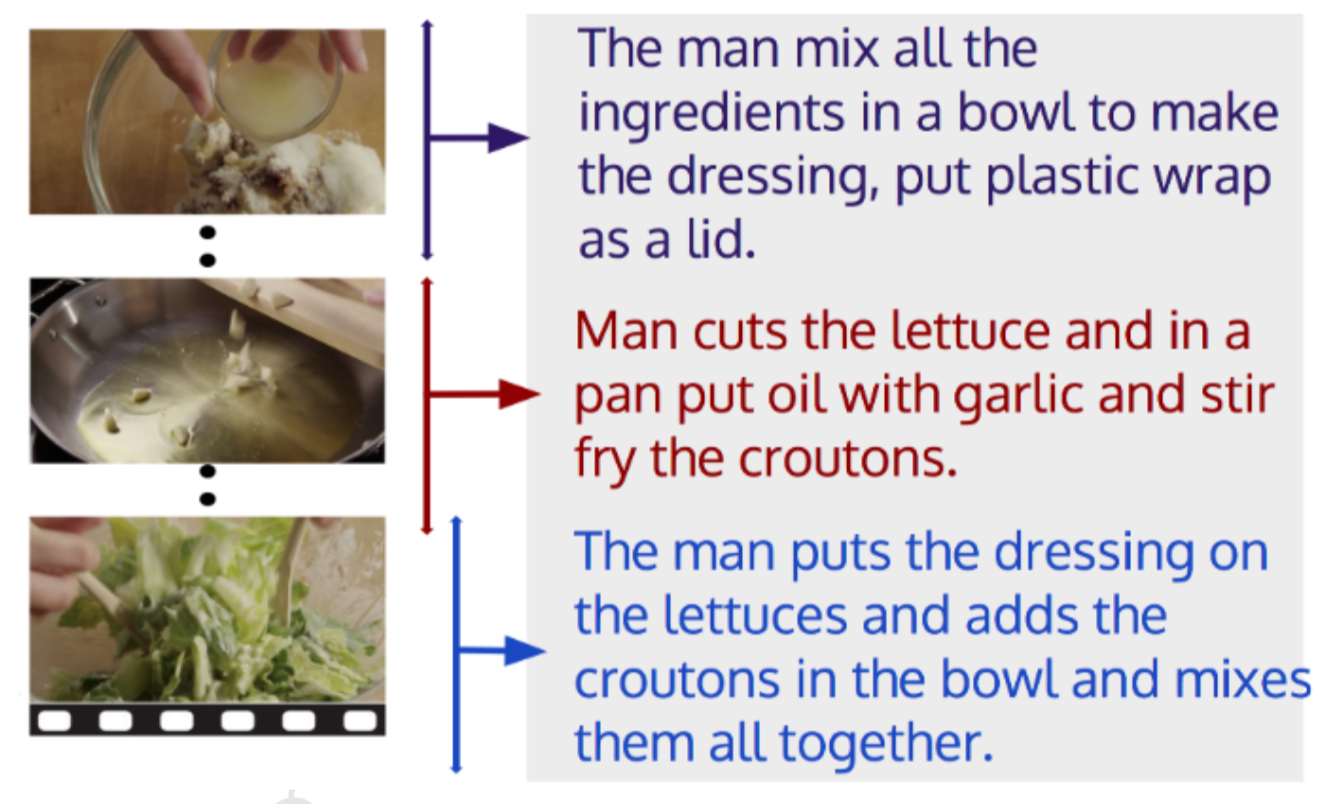 The man mix all the
ingredients in a bowl to make
the dressing, put plastic wrap
as a lid.
Man cuts the lettuce and in a
pan put oil with garlic and stir
fry the croutons.
The man puts the dressing on
the lettuces and adds the
croutons in the bowl and mixes
them all together.